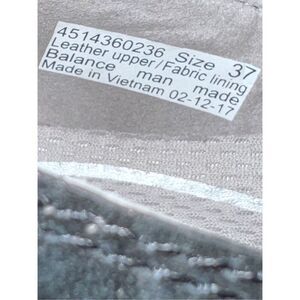 4514360236 Size 37
Leather upper/Fabric lining
Balance man made
Made in Vietnam 02-12-17